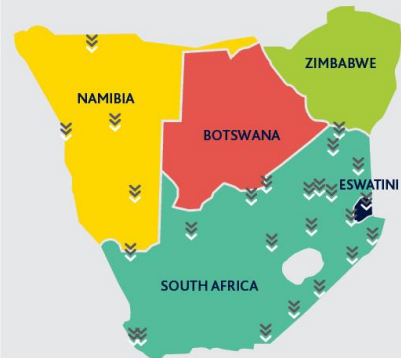 ZIMBABWE
NAMIBIA
BOTSWANA
ESWATINI
SOUTH AFRICA